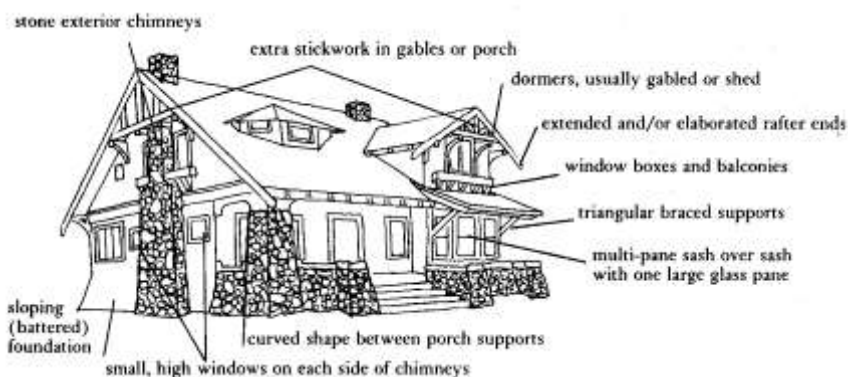 stone exterior chimneys
extra stickwork in gables or porch
dormers, usually gabled or shed
extended and/or elaborated rafter ends
window boxes and balconies
triangular braced supports
multi-pane sash over sash
with one large glass pane
sloping
(battered)
foundation
curved shape between porch supports
small, high windows on each side of chimneys